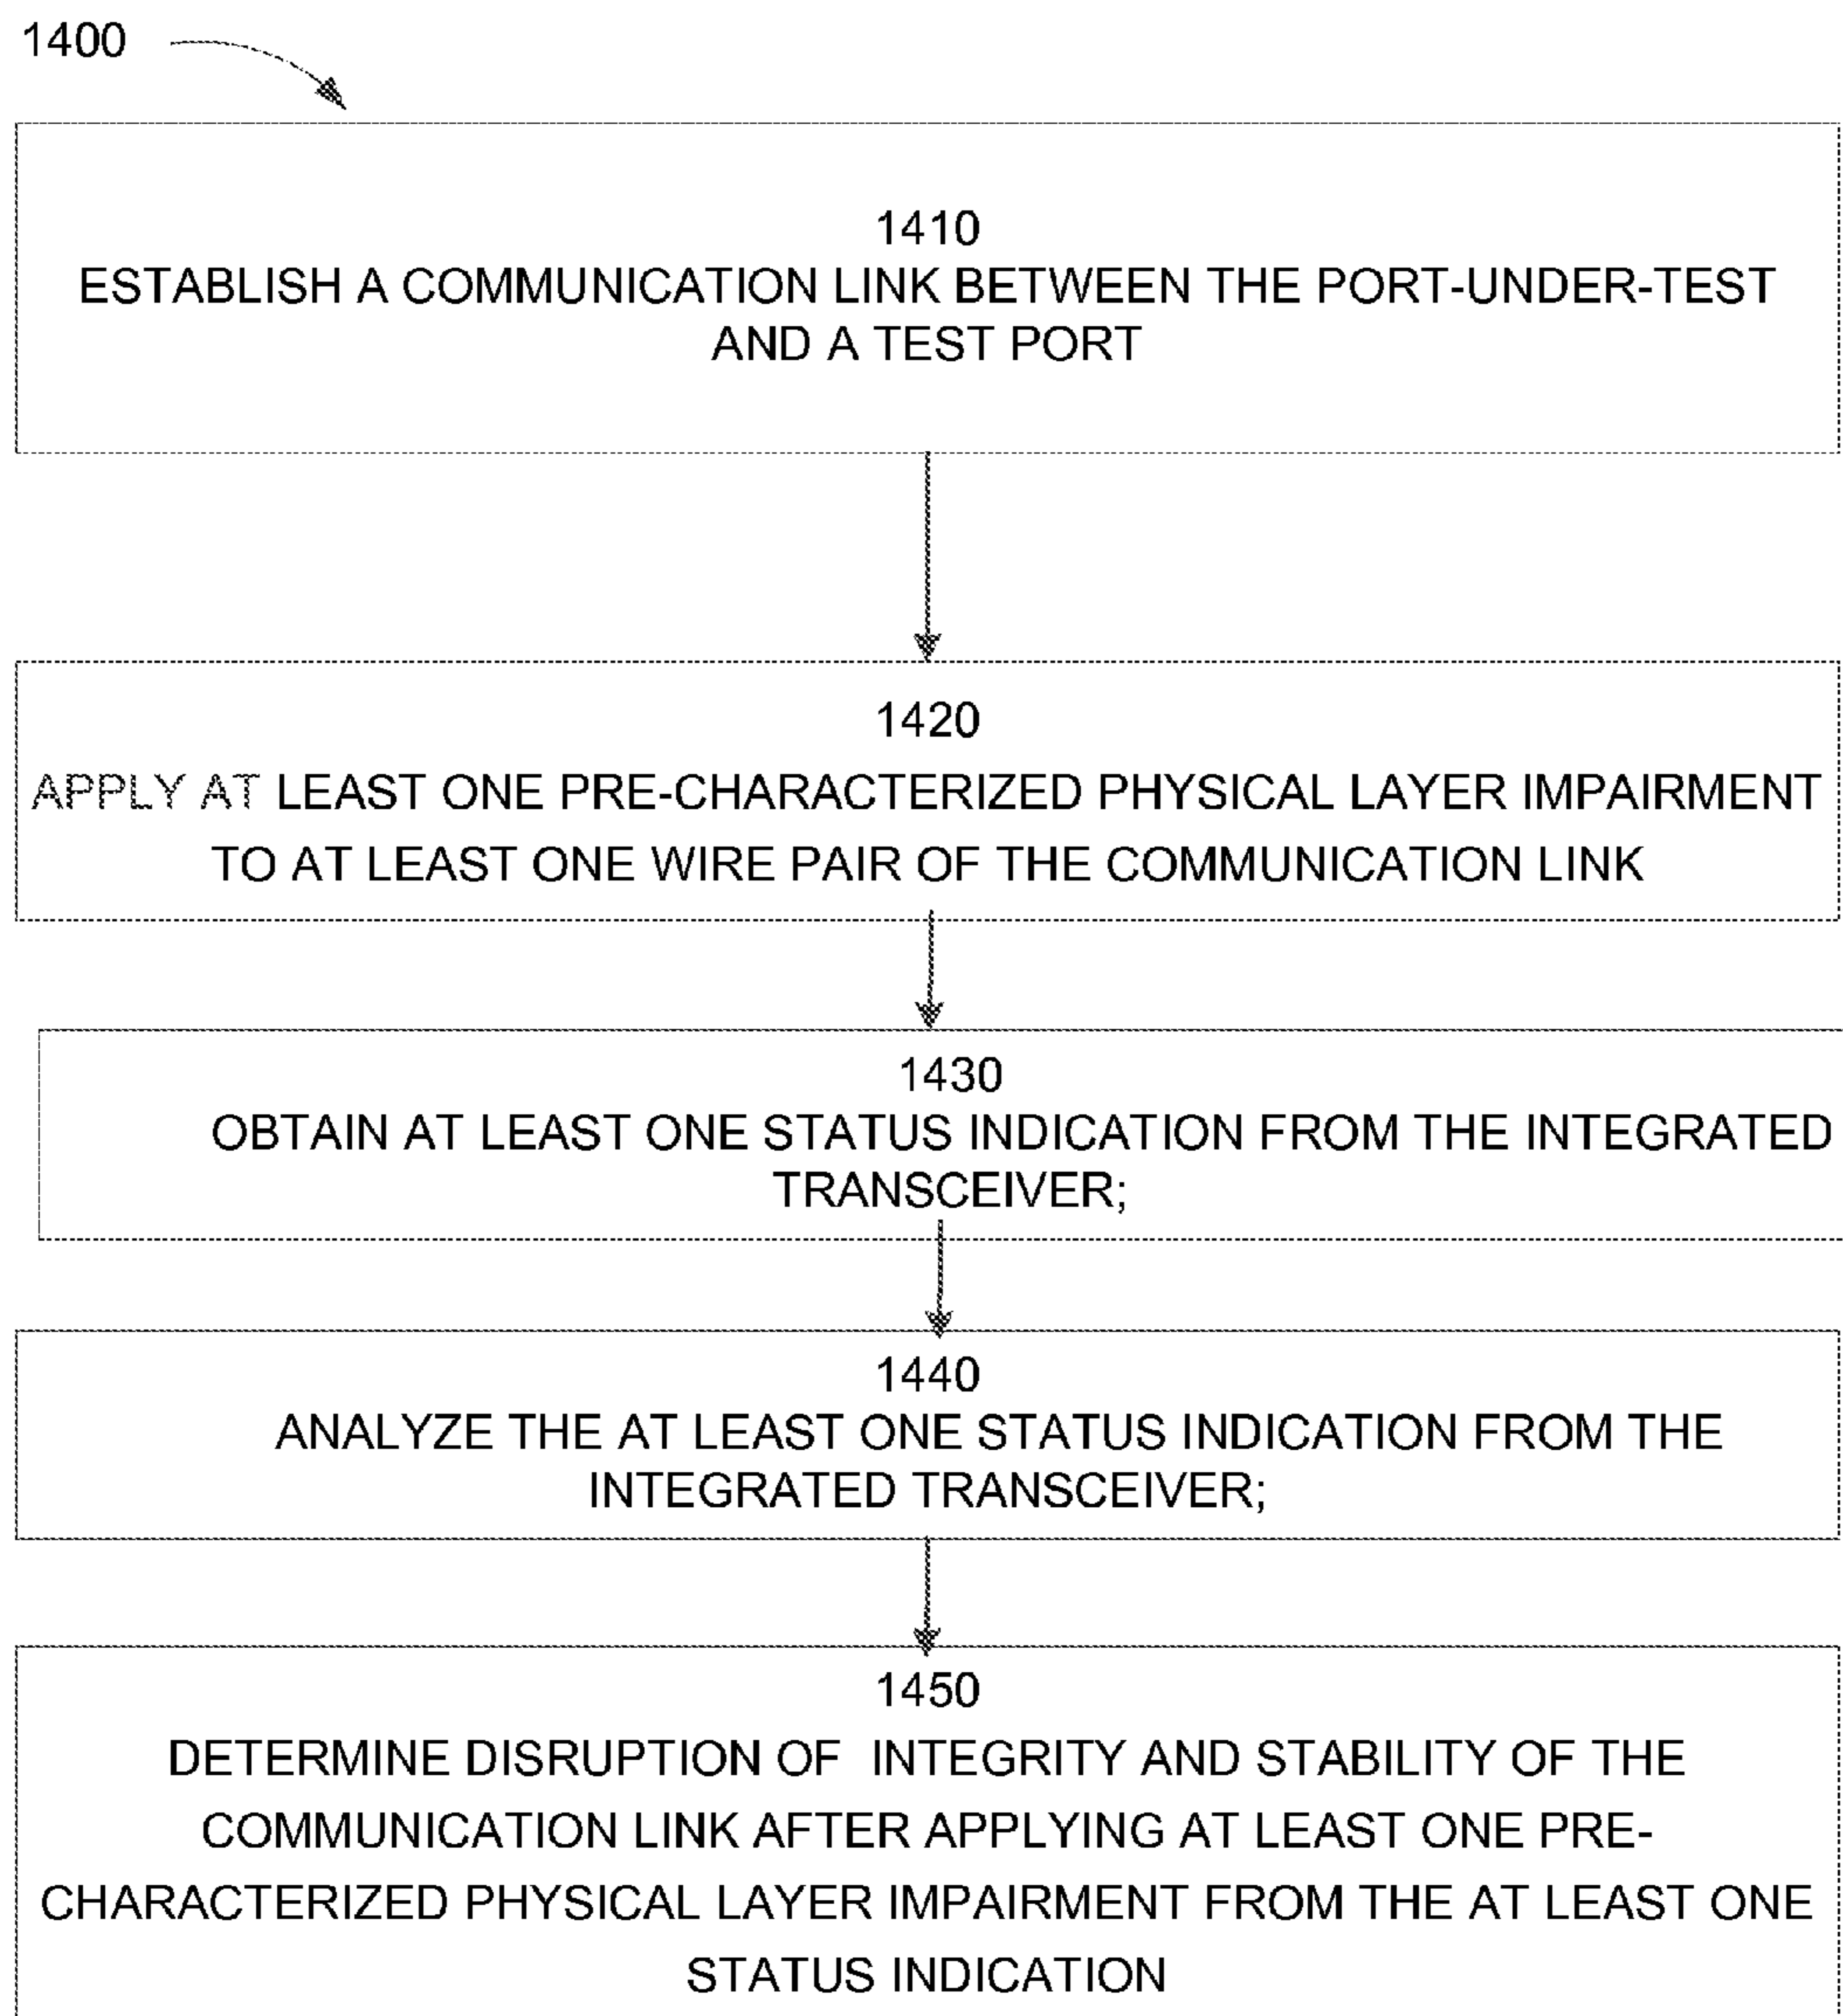 1400
1410
ESTABLISH A COMMUNICATION LINK BETWEEN THE PORT-UNDER-TEST
AND A TEST PORT
1420
APPLY AT LEAST ONE PRE-CHARACTERIZED PHYSICAL LAYER IMPAIRMENT
TO AT LEAST ONE WIRE PAIR OF THE COMMUNICATION LINK
1430
OBTAIN AT LEAST ONE STATUS INDICATION FROM THE INTEGRATED
TRANSCEIVER;
1440
ANALYZE THE AT LEAST ONE STATUS INDICATION FROM THE
INTEGRATED TRANSCEIVER;
1450
DETERMINE DISRUPTION OF INTEGRITY AND STABILITY OF THE
COMMUNICATION LINK AFTER APPLYING AT LEAST ONE PRE-
CHARACTERIZED PHYSICAL LAYER IMPAIRMENT FROM THE AT LEAST ONE
STATUS INDICATION